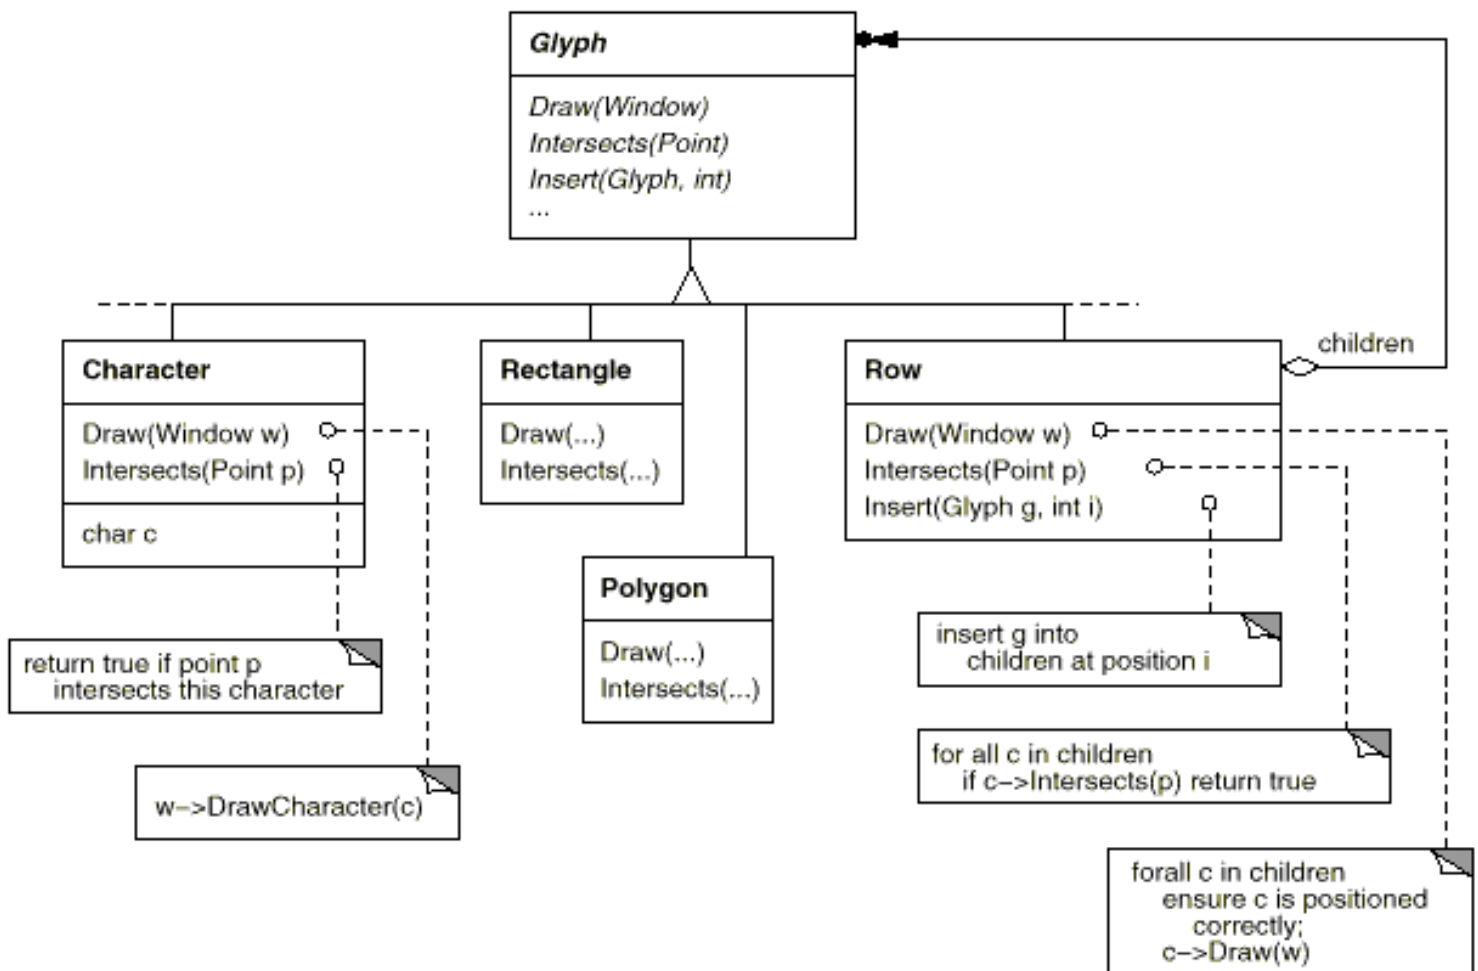 Glyph
Draw(Window)
Intersects(Point)
Insert(Glyph, int)
...
children
Character
Draw(Window w)
Intersects(Point p)
char c
Rectangle
Draw(...)
Intersects(...)
Row
Draw(Window w)
Intersects(Point p)
Insert(Glyph g, int i)
Polygon
Draw(...)
Intersects(...)
return true if point p
intersects this character
w->DrawCharacter(c)
insert g into
children at position i
for all c in children
if c->Intersects(p) return true
forall c in children
ensure c is positioned
correctly;
c->Draw(w)